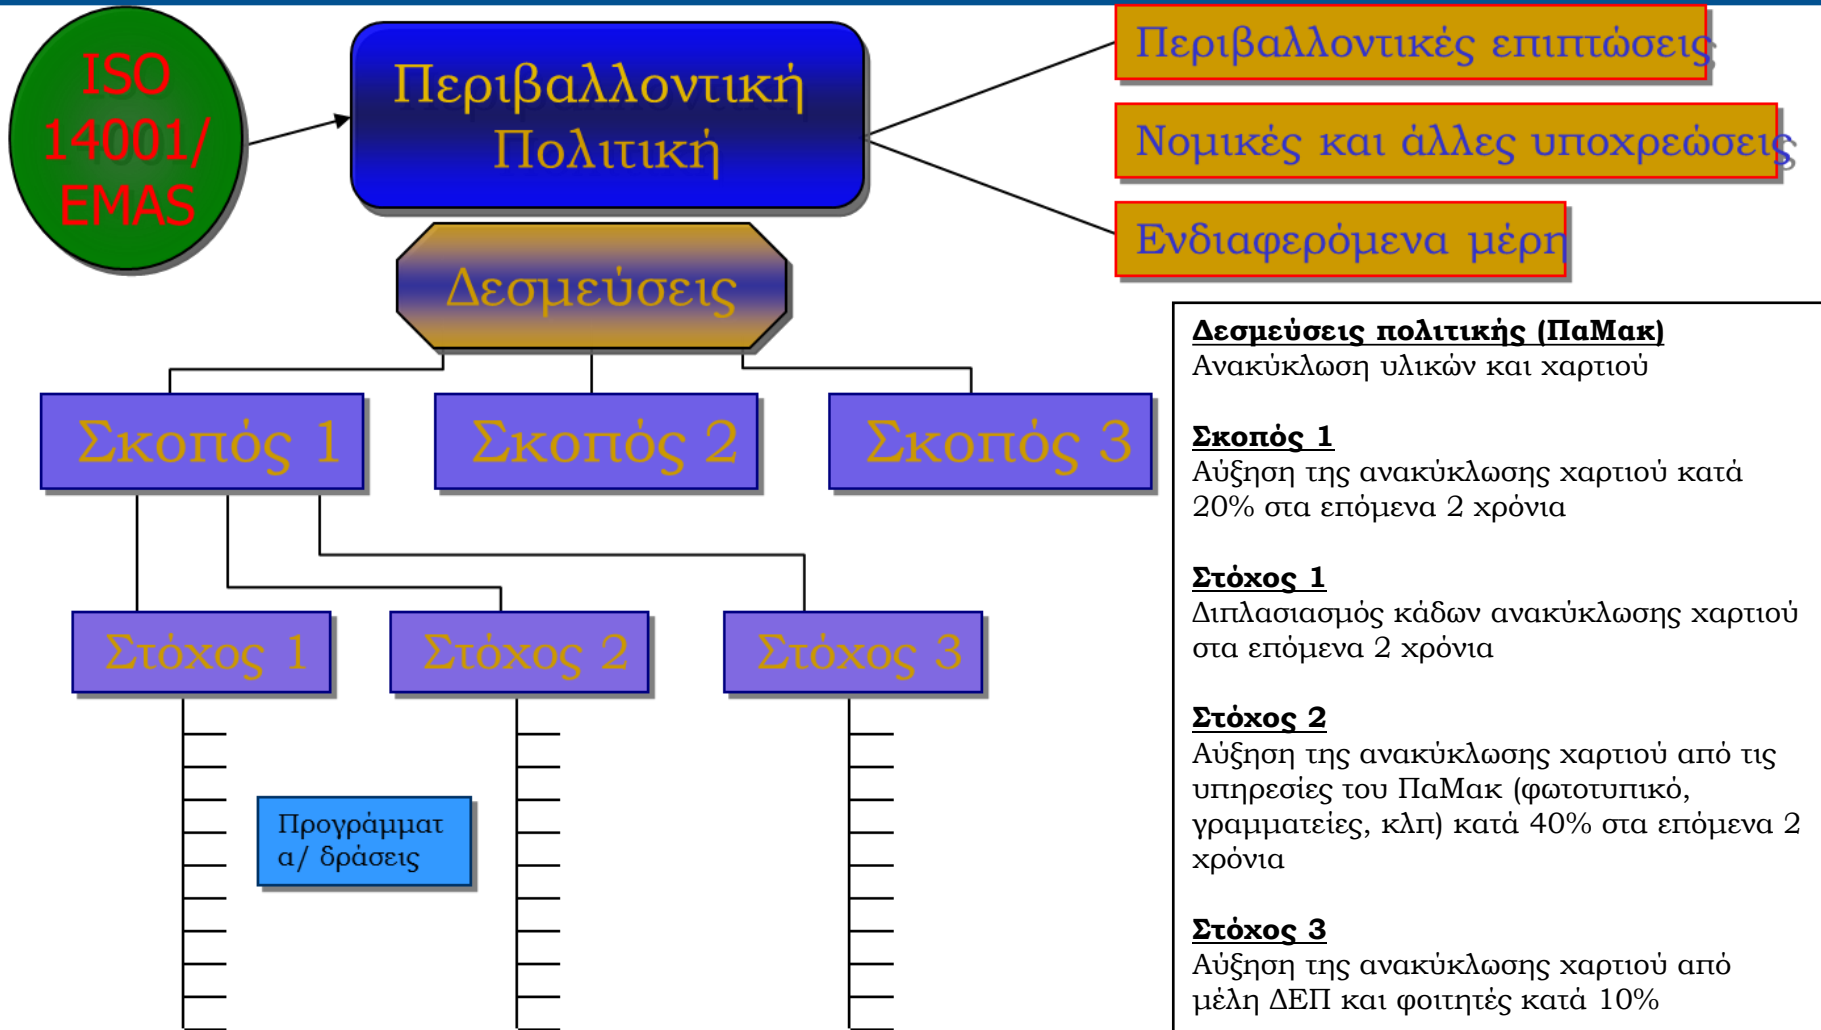 ISO
14001/
EMAS
Περιβαλλοντική
Πολιτική
Περιβαλλοντικές επιπτώσεις
Νομικές και άλλες υποχρεώσεις
Ενδιαφερόμενα μέρη
Δεσμεύσεις
Σκοπός 1
Σκοπός 2
Σκοπός 3
Στόχος 1
Στόχος 2
Στόχος 3
Προγράμματ
α/ δράσεις
Δεσμεύσεις πολιτικής (ΠαΜακ)
Ανακύκλωση υλικών και χαρτιού
Σκοπός 1
Αύξηση της ανακύκλωσης χαρτιού κατά
20% στα επόμενα 2 χρόνια
Στόχος 1
Διπλασιασμός κάδων ανακύκλωσης χαρτιού
στα επόμενα 2 χρόνια
Στόχος 2
Αύξηση της ανακύκλωσης χαρτιού από τις
υπηρεσίες του ΠαΜακ (φωτοτυπικό,
γραμματείες, κλπ) κατά 40% στα επόμενα 2
χρόνια
Στόχος 3
Αύξηση της ανακύκλωσης χαρτιού από
μέλη ΔΕΠ και φοιτητές κατά 10%